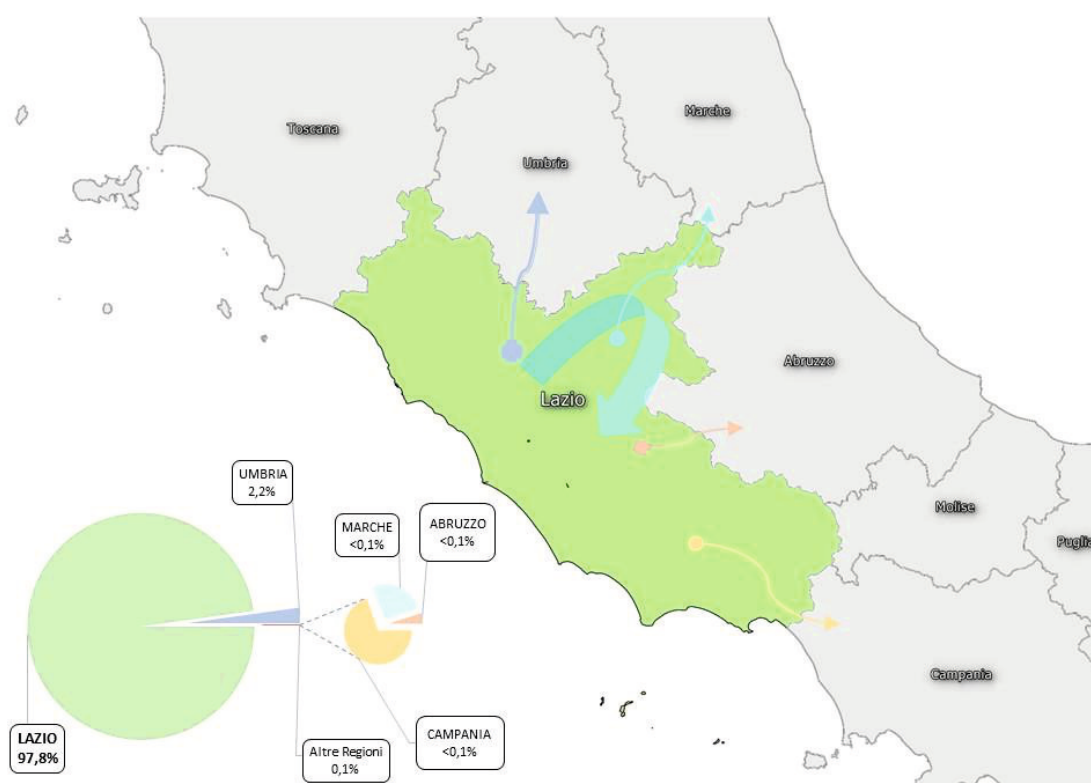 Marche
Toscana
Umbria
Abruzzo
Lazio
Molise
Puglia
Campania
UMBRIA
2,2%
MARCHE
<0,1%
ABRUZZO
<0,1%
LAZIO
97,8%
Altre Regioni
0,1%
CAMPANIA
<0,1%